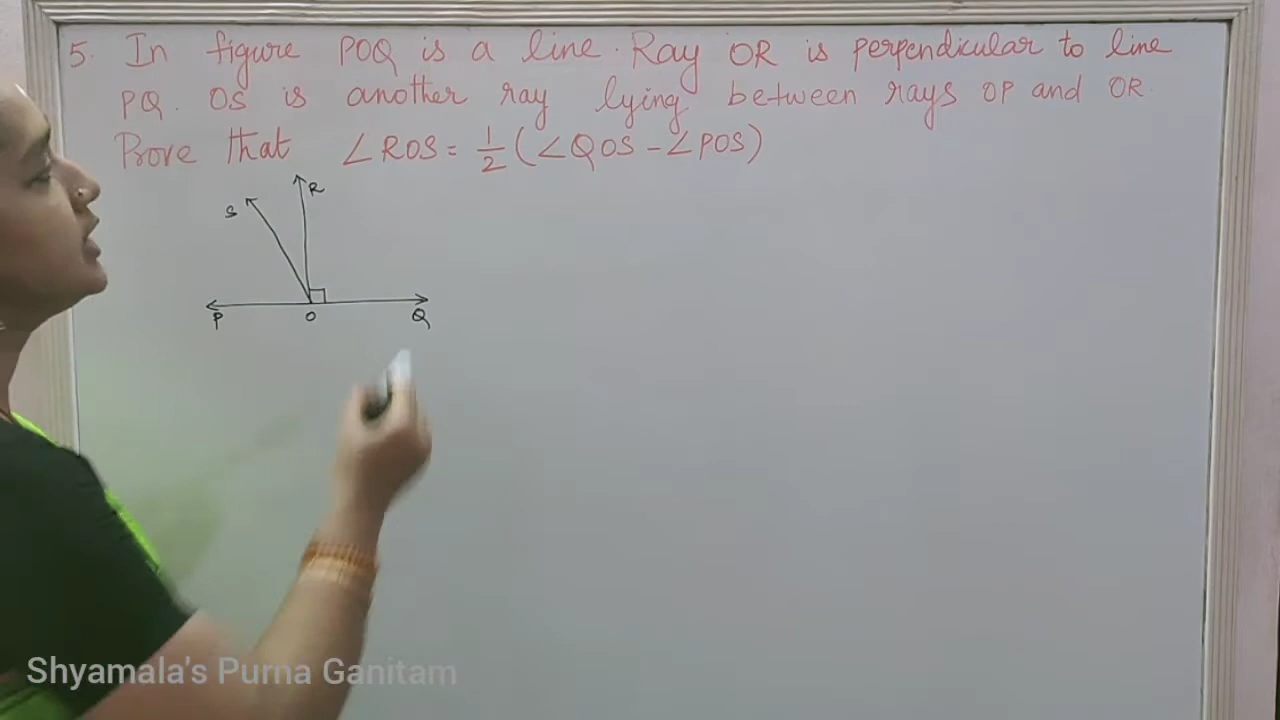 5. In figure POQ is a line. Ray OR is perpendicular to line
PQ. OS is another ray lying between rays OP and OR.
Prove that ∠ROS = 1/2 (∠QOS - ∠POS)
R
S
P O Q
Shyamala's Purna Ganitam